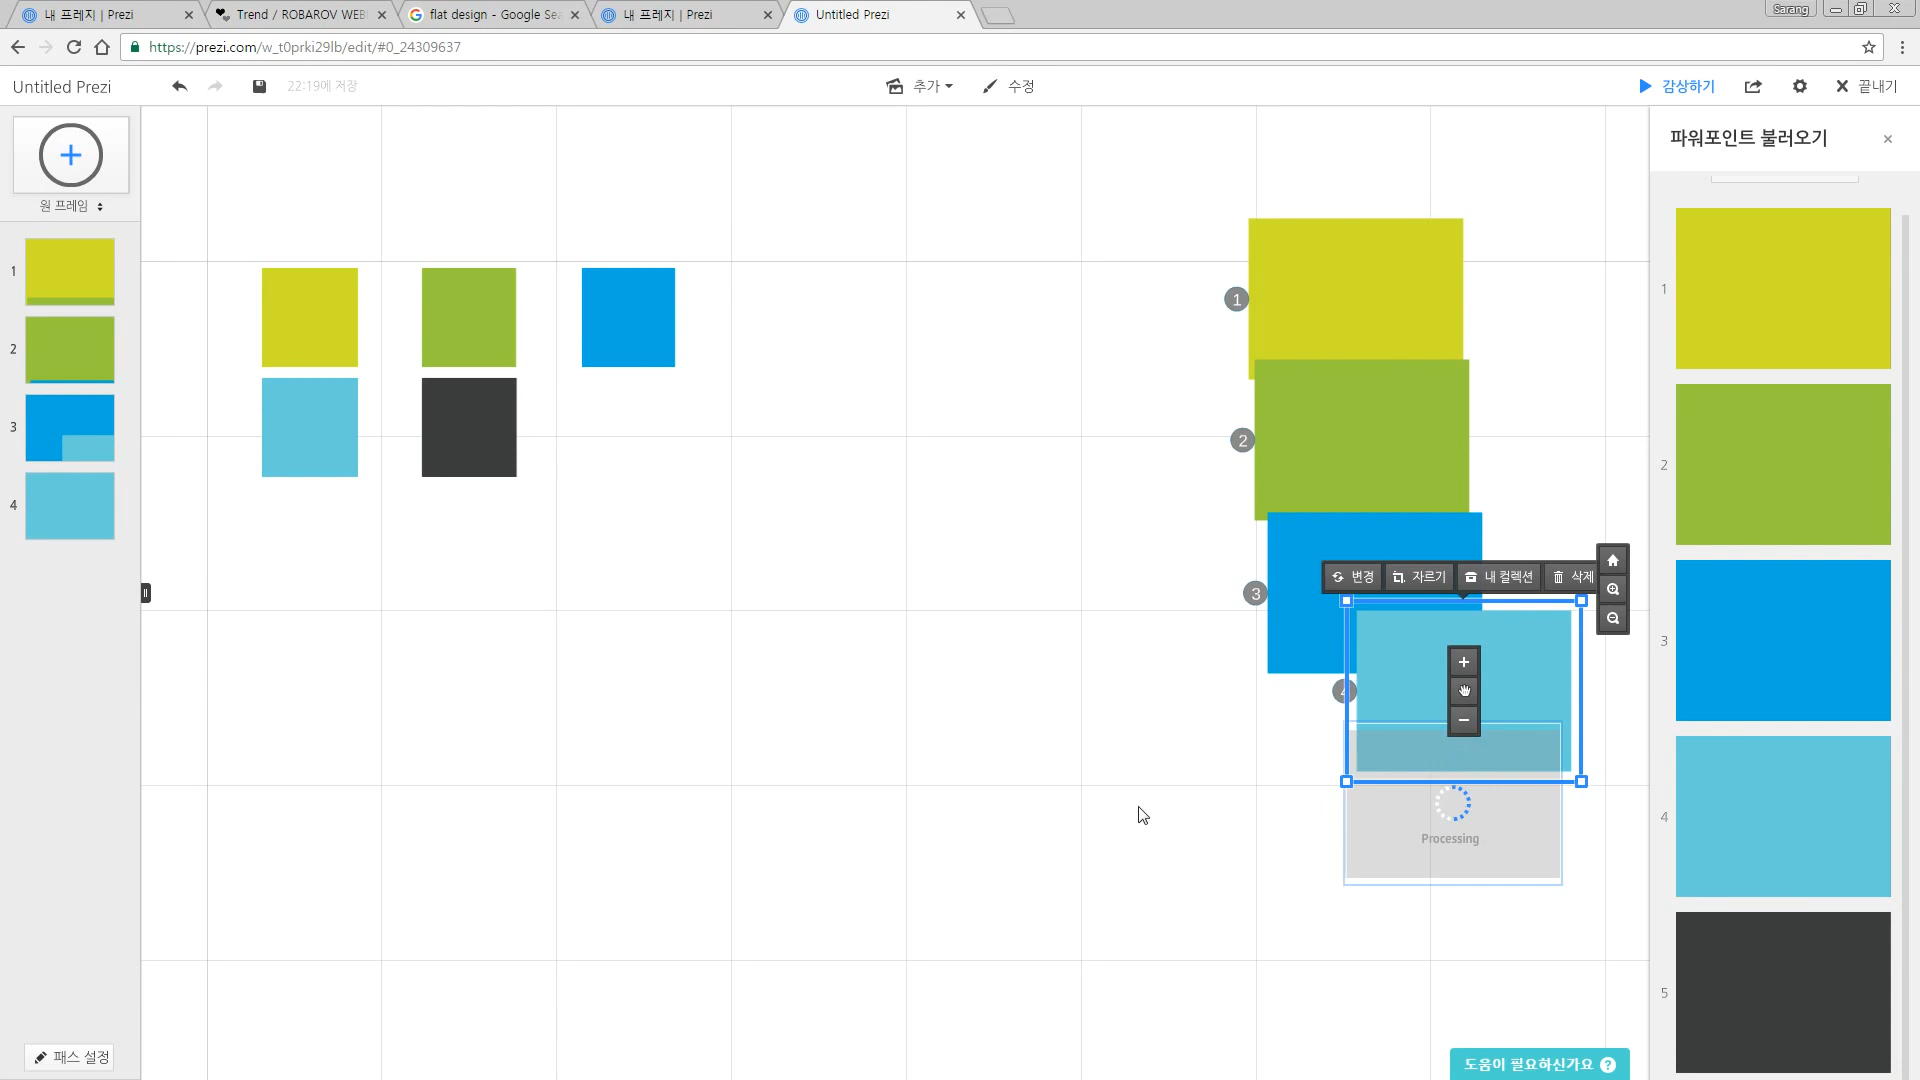 내 프레지 | Prezi
Trend / ROBAROV WEB
flat design - Google Se
내 프레지 | Prezi
Untitled Prezi
Sarang
https://prezi.com/w_t0prki29lb/edit/#0_24309637
Untitled Prezi
22:19에 저장
추가
수정
감상하기
끝내기
원 프레임
파워포인트 불러오기
1
2
3
4
1
2
3
4
변경
자르기
내 컬렉션
삭제
Processing
1
2
3
4
5
패스 설정
도움이 필요하신가요 ?